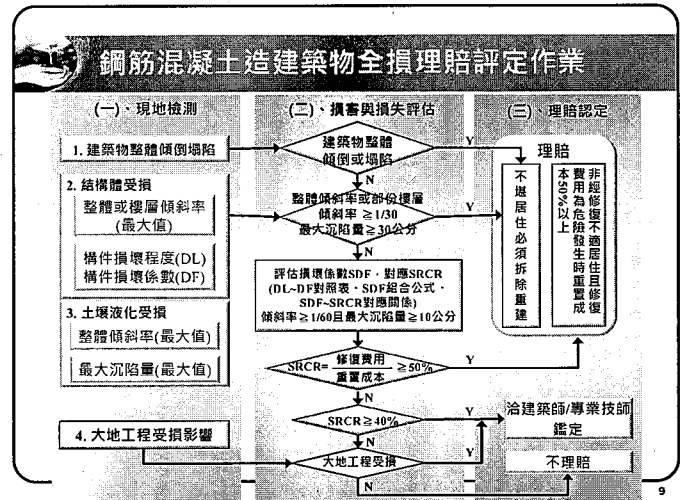 鋼筋混凝土造建築物全損理賠評定作業
(一)、現地檢測
1. 建築物整體傾倒塌陷
2. 結構體受損
整體或樓層傾斜率
(最大值)
構件損壞程度(DL)
構件損壞係數(DF)
3. 土壤液化受損
整體傾斜率(最大值)
最大沉陷量(最大值)
4. 大地工程受損影響
(二)、損害與損失評估
建築物整體
傾倒或塌陷
Y
N
整體傾斜率或部份樓層
傾斜率 ≧1/30
最大沉陷量≧30公分
Y
N
評估損壞係數SDF，對應SRCR
(DL~DF對照表、SDF組合公式、
SDF~SRCR對應關係)
傾斜率≧1/60且最大沉陷量≧10公分
SRCR= 修復費用
重置成本 ≧50%
Y
N
SRCR≧40%
Y
N
大地工程受損
Y
N
(三)、理賠認定
理賠
不堪居住必須拆除重建
非經修復不適居住且修復
費用為危險發生時重置成
本50%以上
洽建築師/專業技師
鑑定
不理賠
9